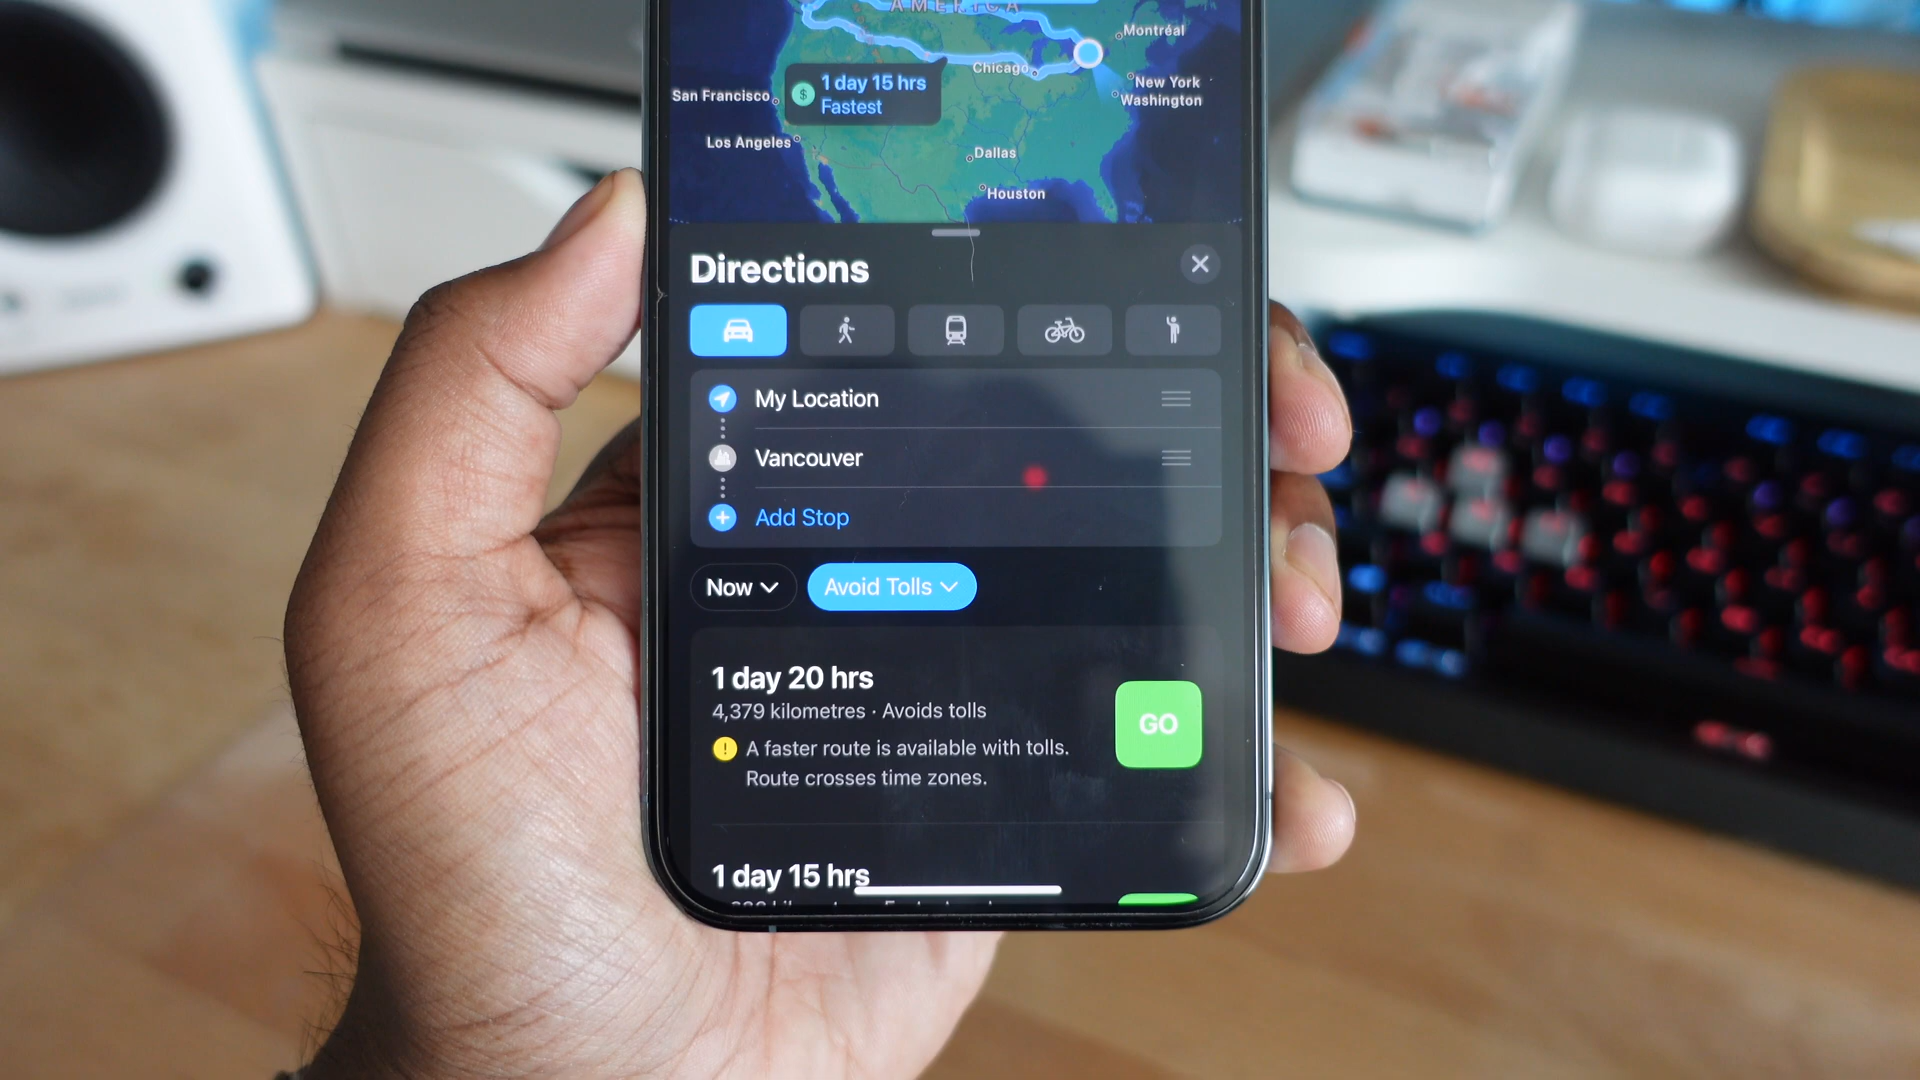 AMERICA
Montréal
Chicago
New York
Washington
San Francisco
1 day 15 hrs
Fastest
Los Angeles
Dallas
Houston
Directions
My Location
Vancouver
Add Stop
Now
Avoid Tolls
1 day 20 hrs
4,379 kilometres · Avoids tolls
A faster route is available with tolls.
Route crosses time zones.
GO
1 day 15 hrs